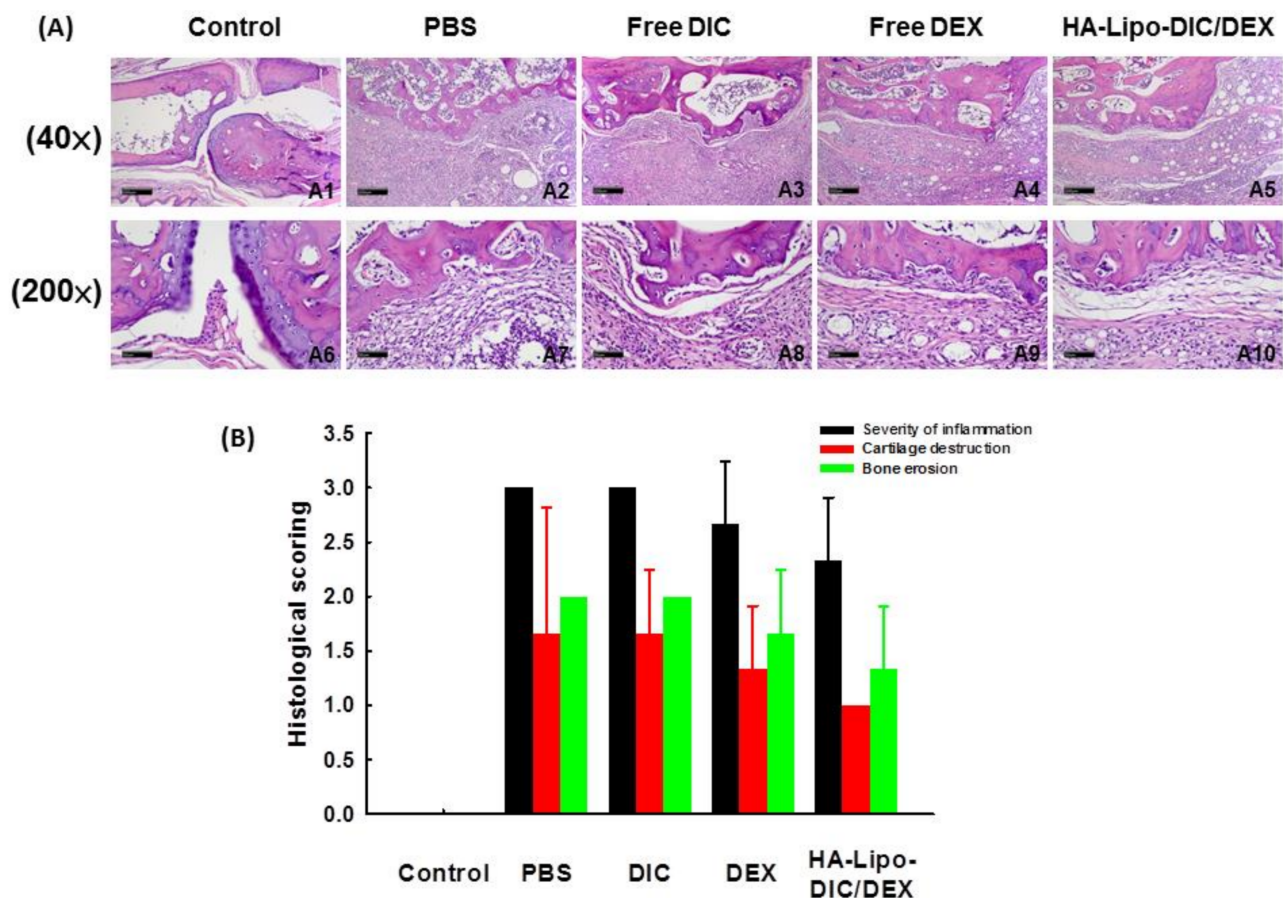 (A) Control PBS Free DIC Free DEX HA-Lipo-DIC/DEX
(40×)
A1 A2 A3 A4 A5
(200×)
A6 A7 A8 A9 A10
(B)
Severity of inflammation
Cartilage destruction
Bone erosion
Histological scoring
3.5
3.0
2.5
2.0
1.5
1.0
0.5
0.0
Control PBS DIC DEX HA-Lipo-
DIC/DEX